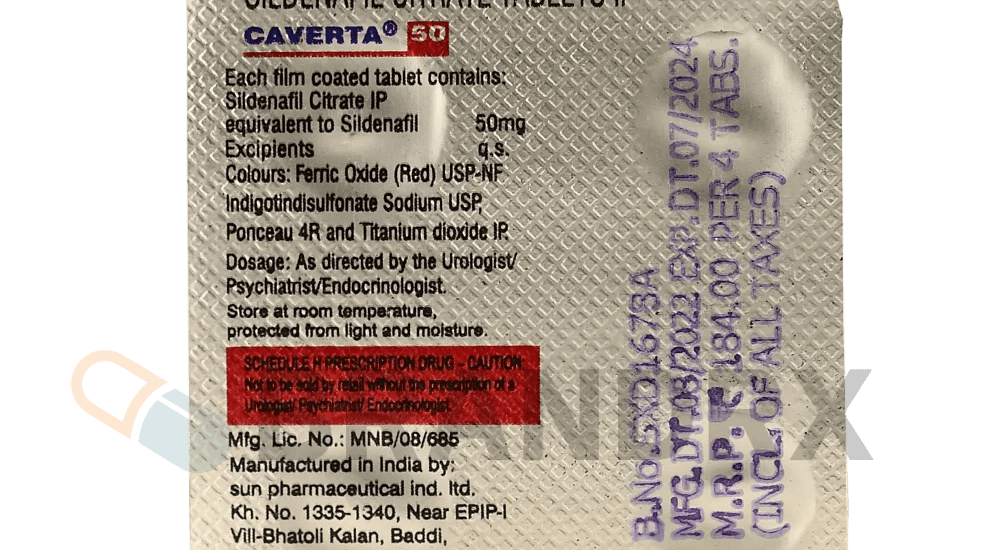 SILDENAFIL CITRATE TABLETS IP
CAVERTA® 50
Each film coated tablet contains:
Sildenafil Citrate IP
equivalent to Sildenafil 50mg
Excipients q.s.
Colours: Ferric Oxide (Red) USP-NF
Indigotindisulfonate Sodium USP,
Ponceau 4R and Titanium dioxide IP.
Dosage: As directed by the Urologist/
Psychiatrist/Endocrinologist.
Store at room temperature,
protected from light and moisture.
SCHEDULE H PRESCRIPTION DRUG – CAUTION
Not to be sold by retail without the prescription of a
Urologist/ Psychiatrist/ Endocrinologist.
Mfg. Lic. No.: MNB/08/685
Manufactured in India by:
sun pharmaceutical ind. ltd.
Kh. No. 1335-1340, Near EPIP-I
Vill-Bhatoli Kalan, Baddi,
MFG. DT.08/2022 EXP. DT.07/2024
M.R.P. ₹ 184.00 PER 4 TABS.
(INCL. OF ALL TAXES)